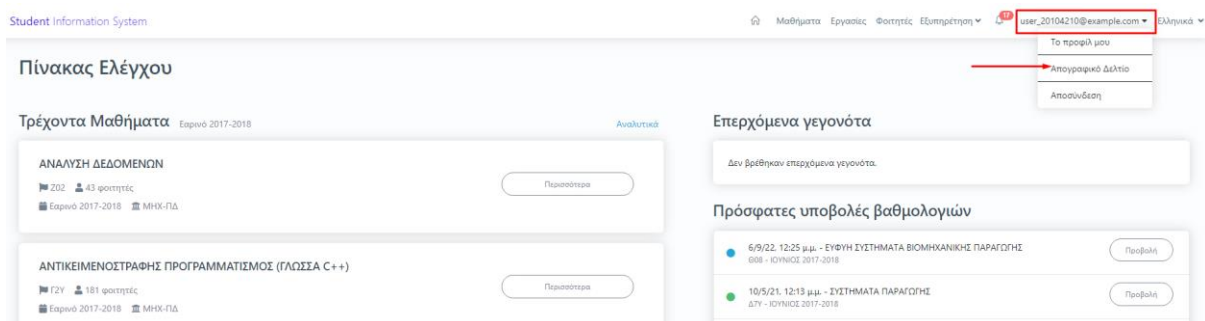 Student Information System
Μαθήματα Εργασίες Φοιτητές Εξυπηρέτηση 17 user_20104210@example.com Ελληνικά
Το προφίλ μου
Απογραφικό Δελτίο
Αποσύνδεση
Πίνακας Ελέγχου
Τρέχοντα Μαθήματα Εαρινό 2017-2018 Αναλυτικά
ΑΝΑΛΥΣΗ ΔΕΔΟΜΕΝΩΝ
Ζ02 43 φοιτητές
Εαρινό 2017-2018 ΜΗΧ-ΠΔ
Περισσότερα
ΑΝΤΙΚΕΙΜΕΝΟΣΤΡΑΦΗΣ ΠΡΟΓΡΑΜΜΑΤΙΣΜΟΣ (ΓΛΩΣΣΑ C++)
Γ2Υ 181 φοιτητές
Εαρινό 2017-2018 ΜΗΧ-ΠΔ
Περισσότερα
Επερχόμενα γεγονότα
Δεν βρέθηκαν επερχόμενα γεγονότα.
Πρόσφατες υποβολές βαθμολογιών
6/9/22. 12:25 μ.μ. - ΕΥΦΥΗ ΣΥΣΤΗΜΑΤΑ ΒΙΟΜΗΧΑΝΙΚΗΣ ΠΑΡΑΓΩΓΗΣ
Θ08 - ΙΟΥΝΙΟΣ 2017-2018
Προβολή
10/5/21. 12:13 μ.μ. - ΣΥΣΤΗΜΑΤΑ ΠΑΡΑΓΩΓΗΣ
Δ7Υ - ΙΟΥΝΙΟΣ 2017-2018
Προβολή